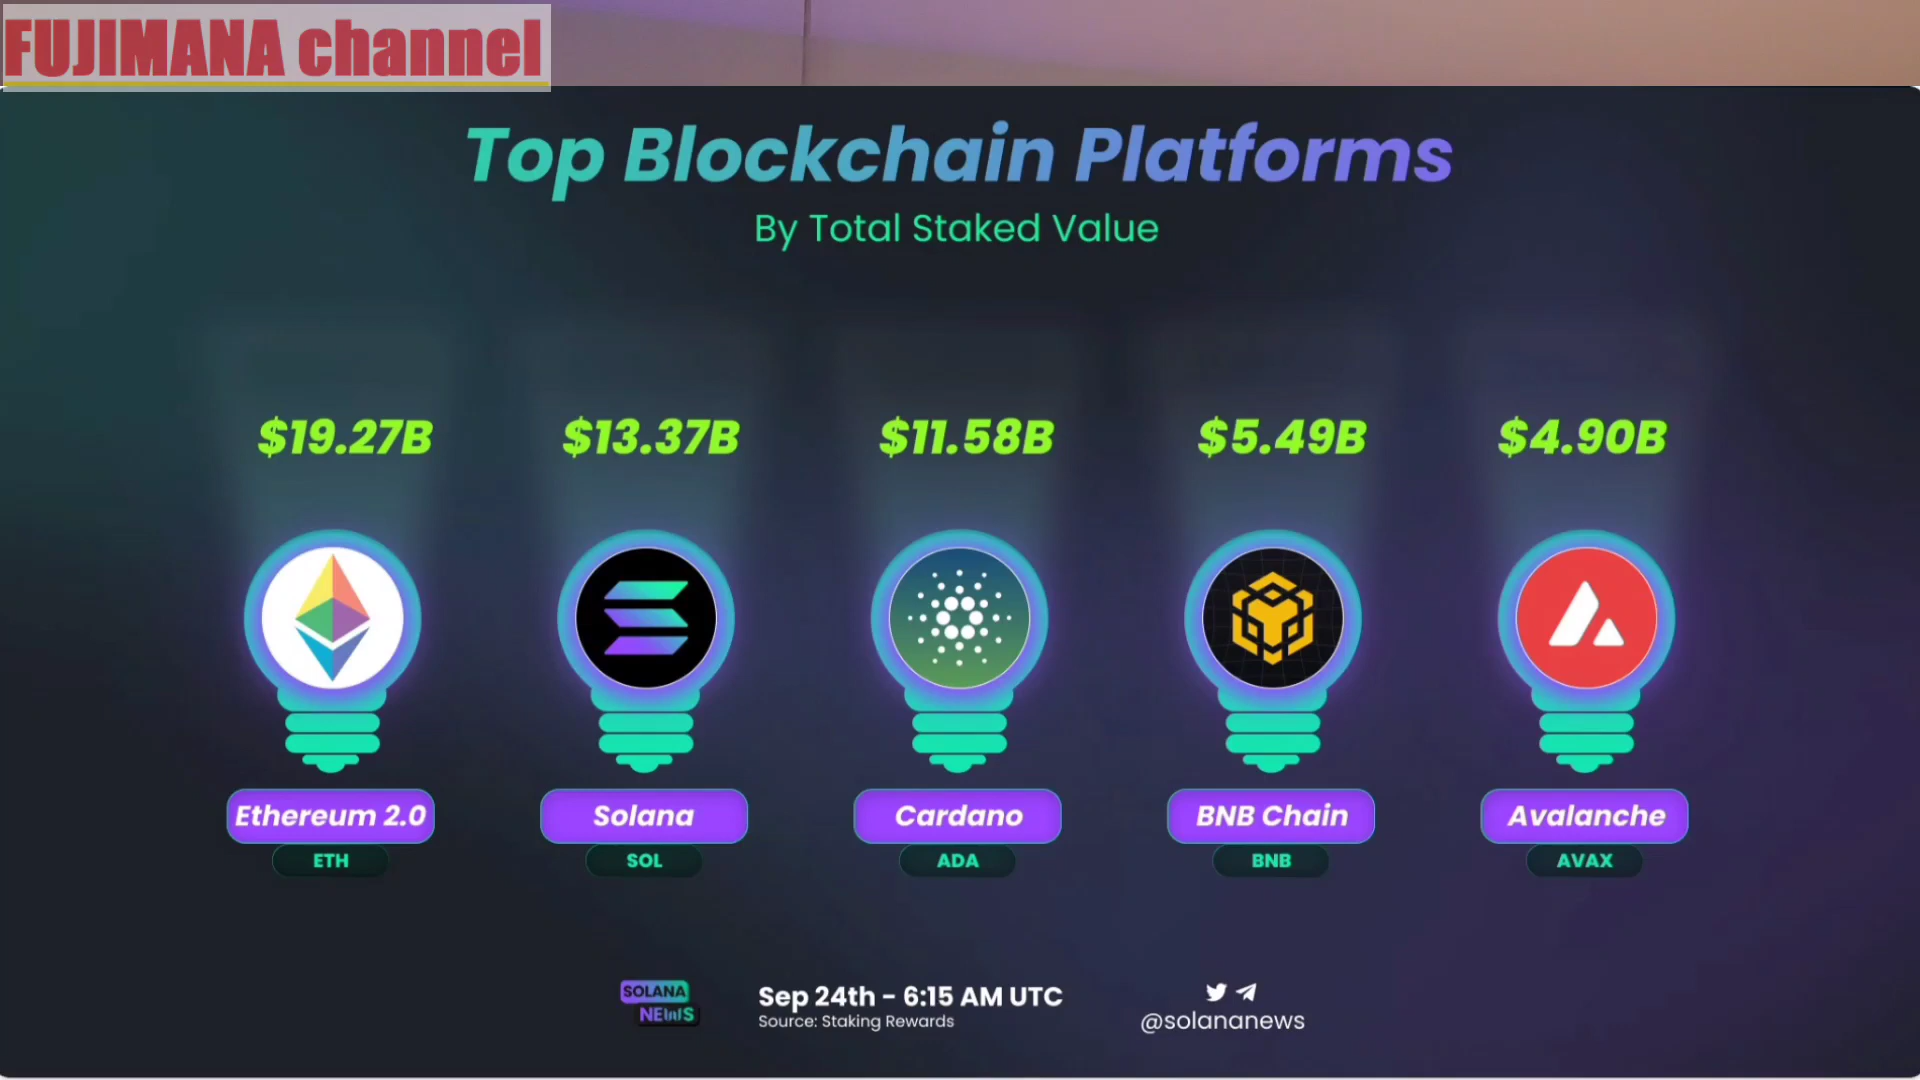 FUJIMANA channel
Top Blockchain Platforms
By Total Staked Value
$19.27B $13.37B $11.58B $5.49B $4.90B
Ethereum 2.0 Solana Cardano BNB Chain Avalanche
ETH SOL ADA BNB AVAX
SOLANA
NEWS
Sep 24th - 6:15 AM UTC
Source: Staking Rewards
@solananews